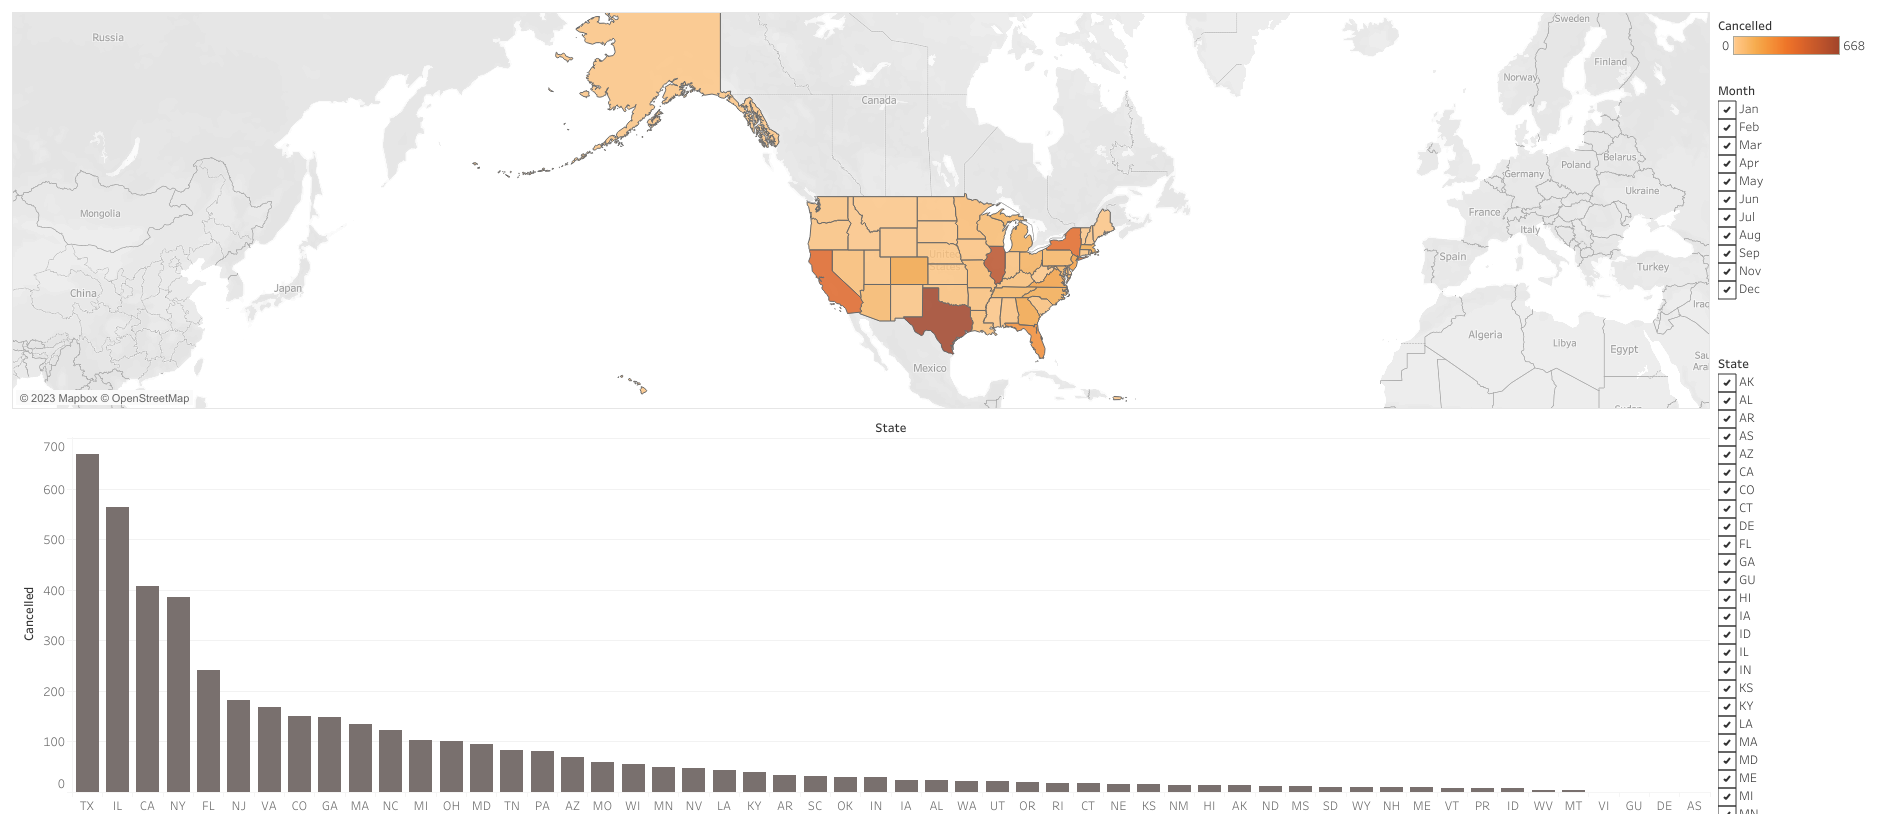 Russia
Canada
Mongolia
China
Japan
United
States
Mexico
Sweden
Finland
Norway
Poland
Belarus
Germany
Ukraine
France
Italy
Spain
Turkey
Algeria
Libya
Egypt
© 2023 Mapbox © OpenStreetMap
Cancelled
0 668
Month
Jan
Feb
Mar
Apr
May
Jun
Jul
Aug
Sep
Nov
Dec
State
AK
AL
AR
AS
AZ
CA
CO
CT
DE
FL
GA
GU
HI
IA
ID
IL
IN
KS
KY
LA
MA
MD
ME
MI
MN
State
Cancelled
700
600
500
400
300
200
100
0
TX IL CA NY FL NJ VA CO GA MA NC MI OH MD TN PA AZ MO WI MN NV LA KY AR SC OK IN IA AL WA UT OR RI CT NE KS NM HI AK ND MS SD WY NH ME VT PR ID WV MT VI GU DE AS